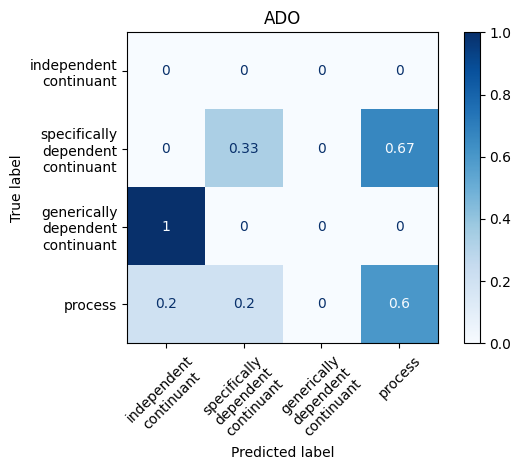 ADO
independent
continuant
0 0 0 0
specifically
dependent
continuant
0 0.33 0 0.67
generically
dependent
continuant
1 0 0 0
process
0.2 0.2 0 0.6
True label
independent
continuant
specifically
dependent
continuant
generically
dependent
continuant
process
Predicted label
1.0
0.8
0.6
0.4
0.2
0.0